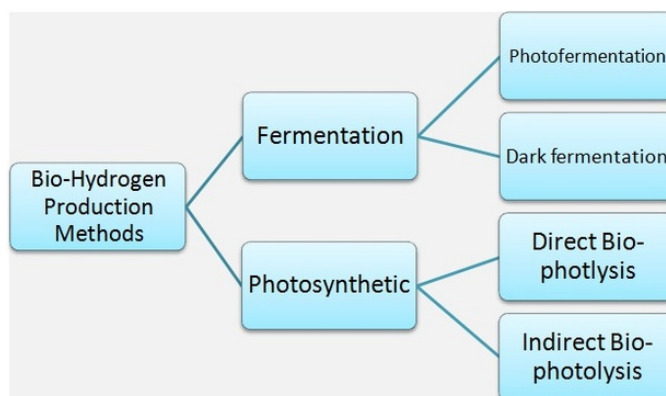 Photofermentation
Fermentation
Dark fermentation
Bio-Hydrogen
Production
Methods
Direct Bio-
photlysis
Photosynthetic
Indirect Bio-
photolysis